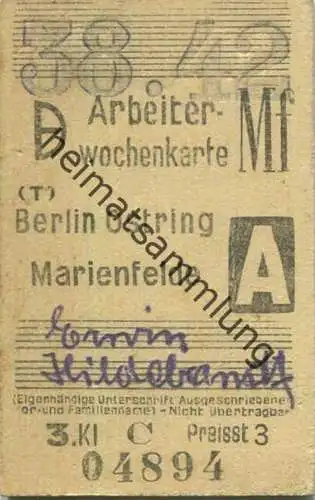 38.42
B Arbeiter- Mf
wochenkarte
(T)
Berlin Ostring
Marienfelde A
Erwin
Hildebandt
(Eigenhändige Unterschrift Ausgeschriebener
Vor-und Familienname) - Nicht übertragbar
3.Kl C Preisst 3
04894
heimatsammlung